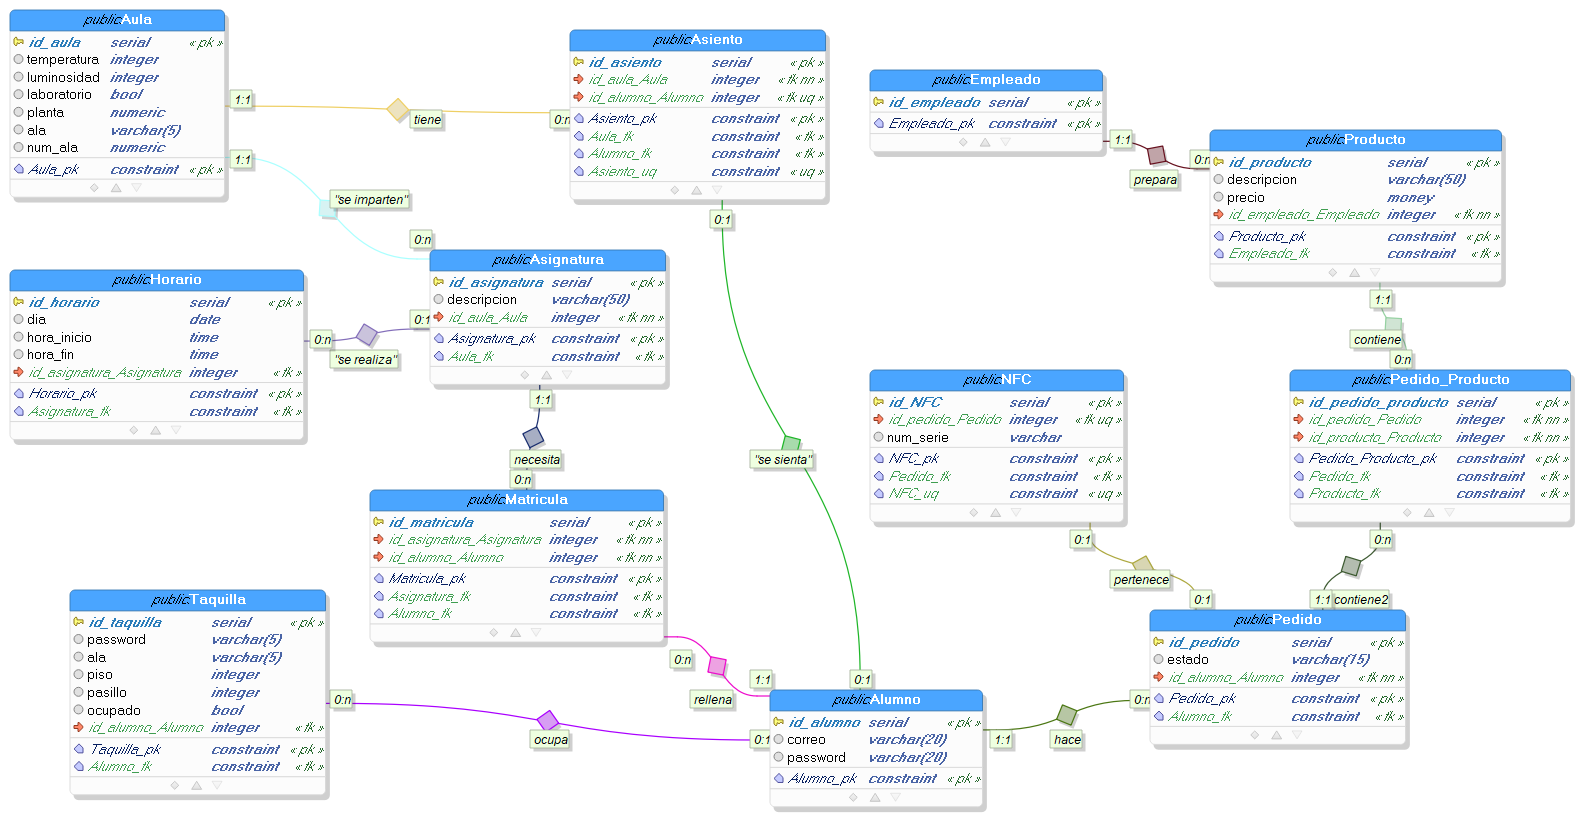 public.Aula
id_aula serial « pk »
temperatura integer
luminosidad integer
laboratorio bool
planta numeric
ala varchar(5)
num_ala numeric
Aula_pk constraint « pk »
1:1
tiene
0:n
1:1
"se imparten"
0:n
public.Asiento
id_asiento serial « pk »
id_aula_Aula integer « fk nn »
id_alumno_Alumno integer « fk uq »
Asiento_pk constraint « pk »
Aula_fk constraint « fk »
Alumno_fk constraint « fk »
Asiento_uq constraint « uq »
0:1
"se sienta"
0:1
public.Empleado
id_empleado serial « pk »
Empleado_pk constraint « pk »
1:1
prepara
0:n
public.Producto
id_producto serial « pk »
descripcion varchar(50)
precio money
id_empleado_Empleado integer « fk nn »
Producto_pk constraint « pk »
Empleado_fk constraint « fk »
1:1
contiene
0:n
public.Horario
id_horario serial « pk »
dia date
hora_inicio time
hora_fin time
id_asignatura_Asignatura integer « fk »
Horario_pk constraint « pk »
Asignatura_fk constraint « fk »
0:n
"se realiza"
0:1
public.Asignatura
id_asignatura serial « pk »
descripcion varchar(50)
id_aula_Aula integer « fk nn »
Asignatura_pk constraint « pk »
Aula_fk constraint « fk »
1:1
necesita
0:n
public.NFC
id_NFC serial « pk »
id_pedido_Pedido integer « fk uq »
num_serie varchar
NFC_pk constraint « pk »
Pedido_fk constraint « fk »
NFC_uq constraint « uq »
0:1
pertenece
0:1
public.Pedido_Producto
id_pedido_producto serial « pk »
id_pedido_Pedido integer « fk nn »
id_producto_Producto integer « fk nn »
Pedido_Producto_pk constraint « pk »
Pedido_fk constraint « fk »
Producto_fk constraint « fk »
0:n
1:1 contiene2
public.Matricula
id_matricula serial « pk »
id_asignatura_Asignatura integer « fk nn »
id_alumno_Alumno integer « fk nn »
Matricula_pk constraint « pk »
Asignatura_fk constraint « fk »
Alumno_fk constraint « fk »
0:n
rellena
1:1
public.Taquilla
id_taquilla serial « pk »
password varchar(5)
ala varchar(5)
piso integer
pasillo integer
ocupado bool
id_alumno_Alumno integer « fk »
Taquilla_pk constraint « pk »
Alumno_fk constraint « fk »
0:n
ocupa
0:1
public.Alumno
id_alumno serial « pk »
correo varchar(20)
password varchar(20)
Alumno_pk constraint « pk »
1:1
hace
0:n
public.Pedido
id_pedido serial « pk »
estado varchar(15)
id_alumno_Alumno integer « fk nn »
Pedido_pk constraint « pk »
Alumno_fk constraint « fk »